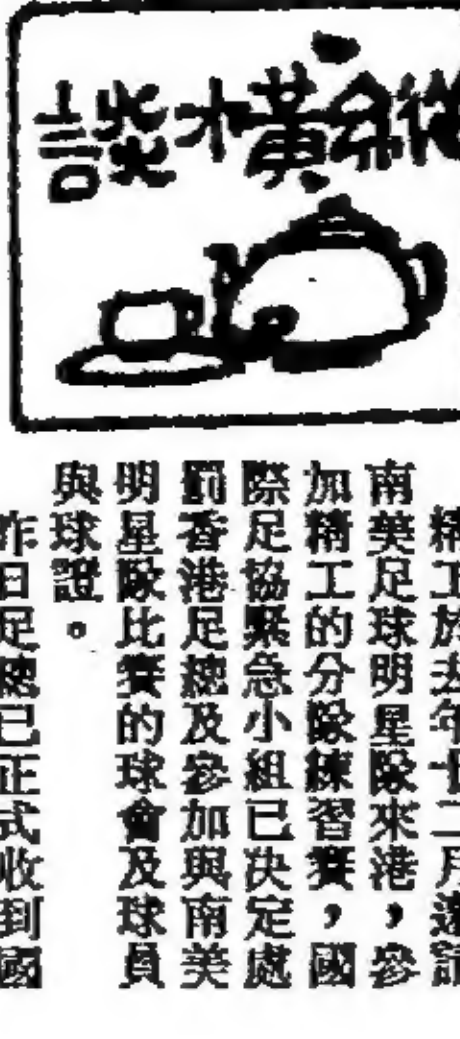 談横木縱
精工於去年十二月邀請
南美足球明星隊來港，參
加精工的分隊練習賽，國
際足協緊急小組已決定處
罰香港足總及參加與南美
明星隊比賽的球會及球員
與球證。
昨日足總已正式收到國